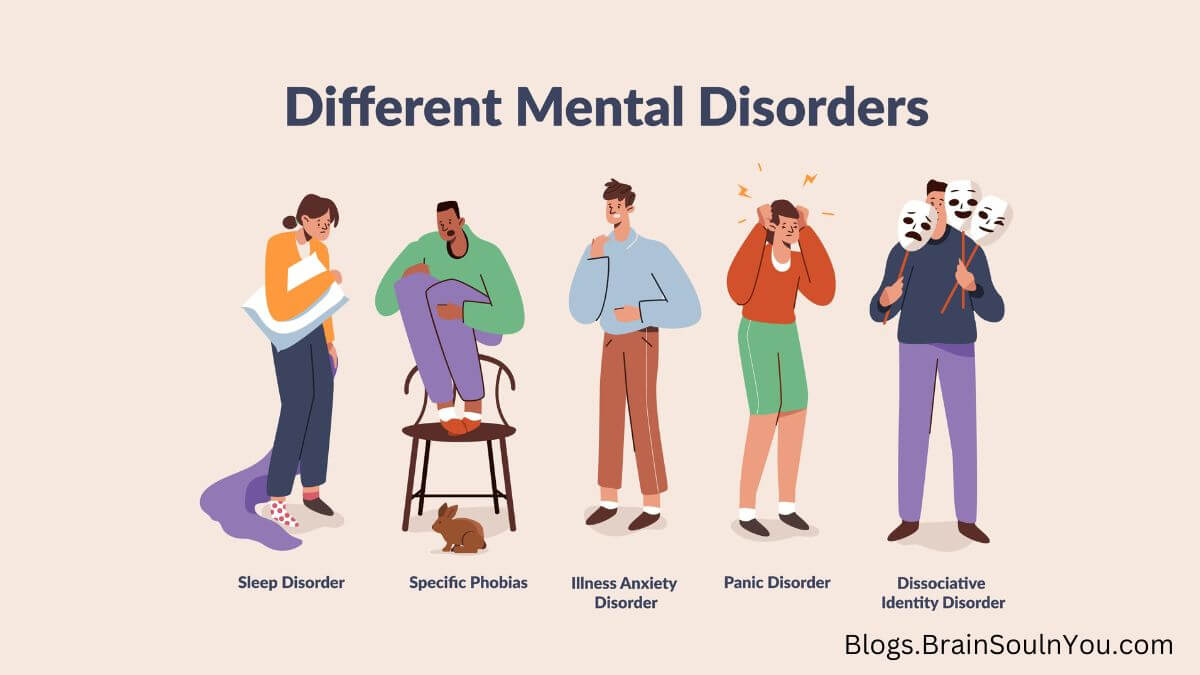 Different Mental Disorders
Sleep Disorder
Specific Phobias
Illness Anxiety
Disorder
Panic Disorder
Dissociative
Identity Disorder
Blogs.BrainSoulnYou.com